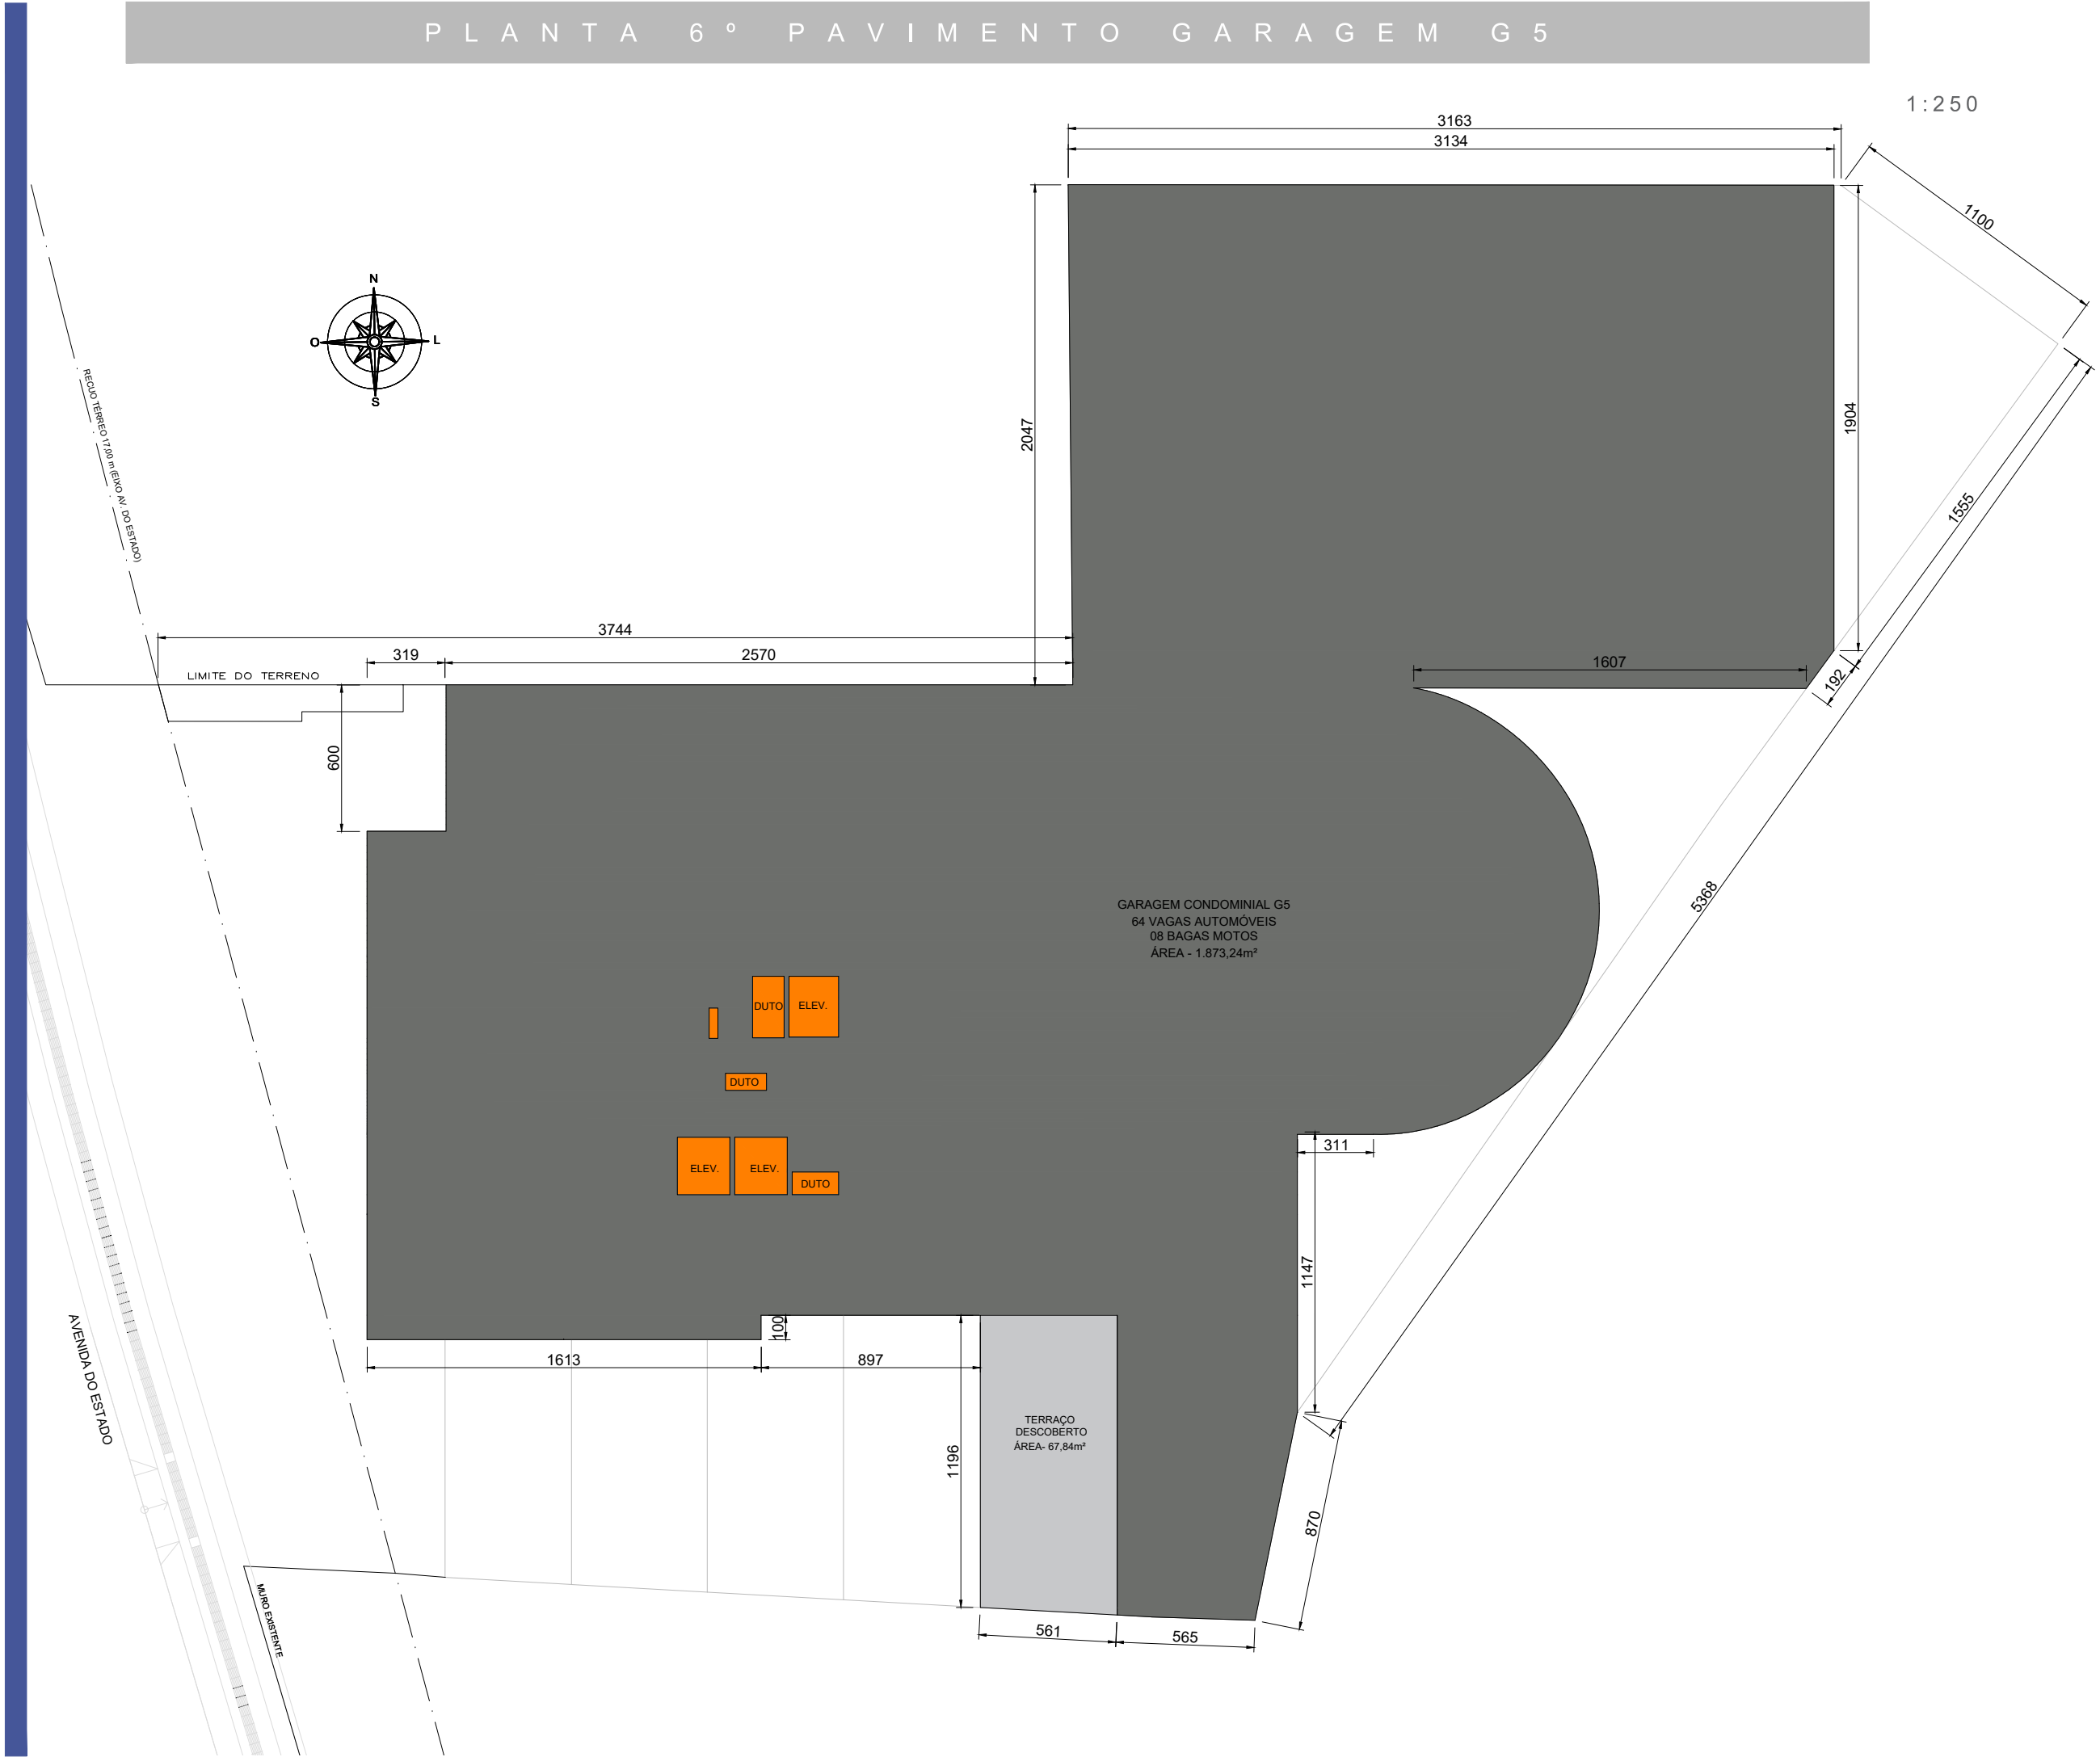 PLANTA 6º PAVIMENTO GARAGEM G5
1:250
3163
3134
1100
N
O
L
S
RECUO TÉRREO 17,00 m (EIXO AV. DO ESTADO)
2047
1904
1555
3744
319
2570
LIMITE DO TERRENO
1607
192
600
5368
GARAGEM CONDOMINIAL G5
64 VAGAS AUTOMÓVEIS
08 BAGAS MOTOS
ÁREA - 1.873,24m²
DUTO
ELEV.
DUTO
ELEV.
ELEV.
DUTO
311
1147
100
1613
897
AVENIDA DO ESTADO
TERRAÇO
DESCOBERTO
ÁREA- 67,84m²
1196
870
MURO EXISTENTE
561
565